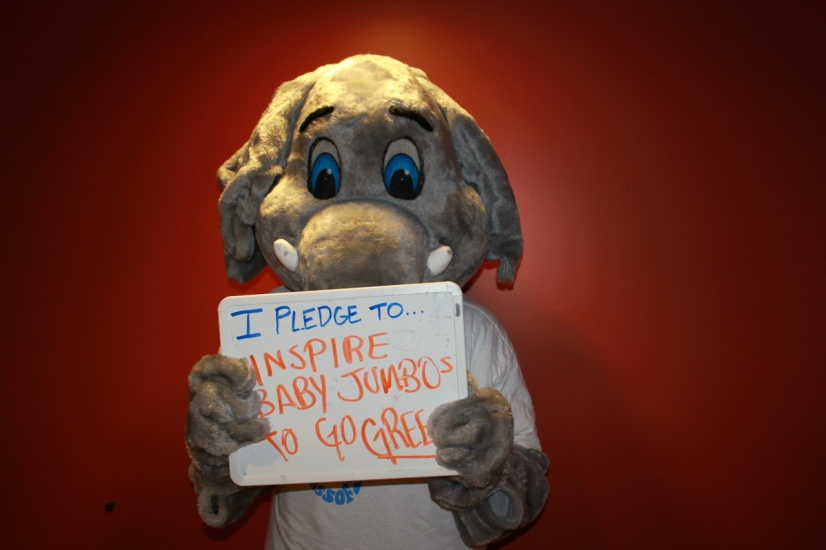 I PLEDGE TO...
INSPIRE
BABY JUMBOs
TO GO GREE